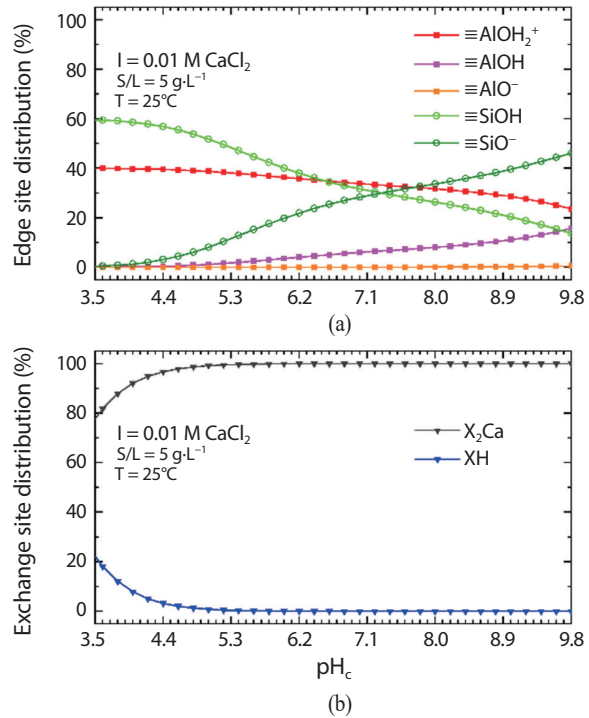 100
80
60
40
20
0
Edge site distribution (%)
I = 0.01 M CaCl₂
S/L = 5 g·L⁻¹
T = 25°C
≡AlOH₂⁺
≡AlOH
≡AlO⁻
≡SiOH
≡SiO⁻
3.5 4.4 5.3 6.2 7.1 8.0 8.9 9.8
(a)
100
80
60
40
20
0
Exchange site distribution (%)
I = 0.01 M CaCl₂
S/L = 5 g·L⁻¹
T = 25°C
X₂Ca
XH
3.5 4.4 5.3 6.2 7.1 8.0 8.9 9.8
pH꜀
(b)